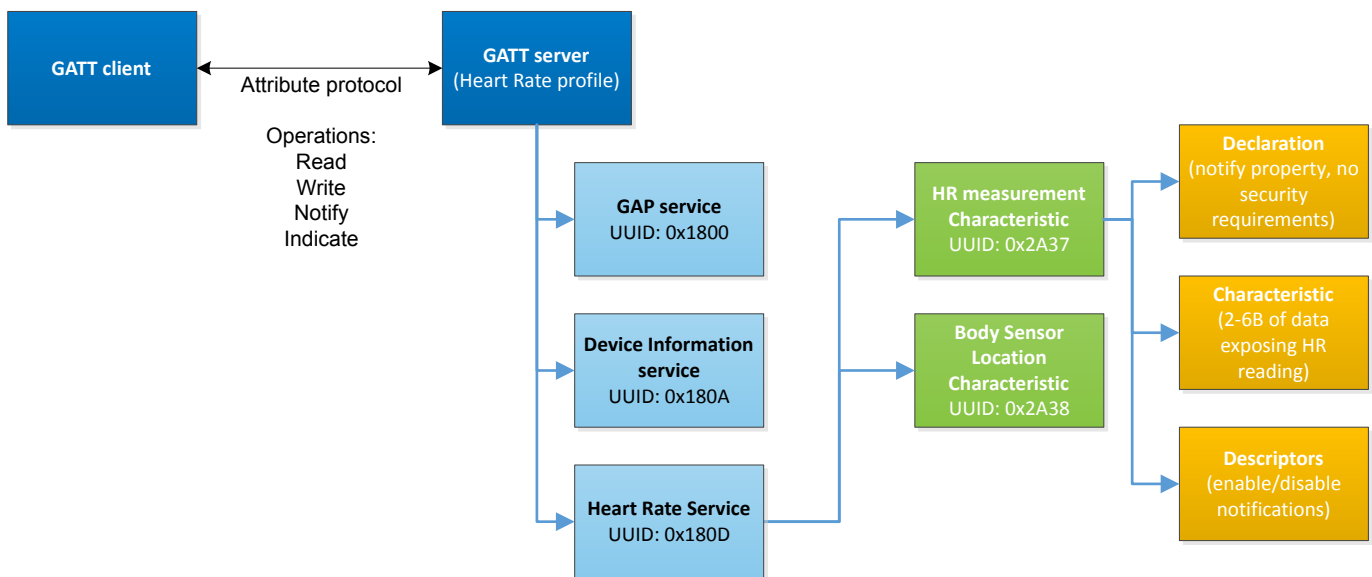 GATT client
Attribute protocol
Operations:
Read
Write
Notify
Indicate
GATT server
(Heart Rate profile)
GAP service
UUID: 0x1800
Device Information
service
UUID: 0x180A
Heart Rate Service
UUID: 0x180D
HR measurement
Characteristic
UUID: 0x2A37
Body Sensor
Location
Characteristic
UUID: 0x2A38
Declaration
(notify property, no
security
requirements)
Characteristic
(2-6B of data
exposing HR
reading)
Descriptors
(enable/disable
notifications)